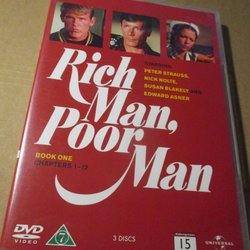 STARRING
PETER STRAUSS,
NICK NOLTE,
SUSAN BLAKELY AND
EDWARD ASNER
Rich
Man,
Poor
Man
BOOK ONE
CHAPTERS 1-12
DVD
VIDEO
7
3 DISCS
15
UNIVERSAL